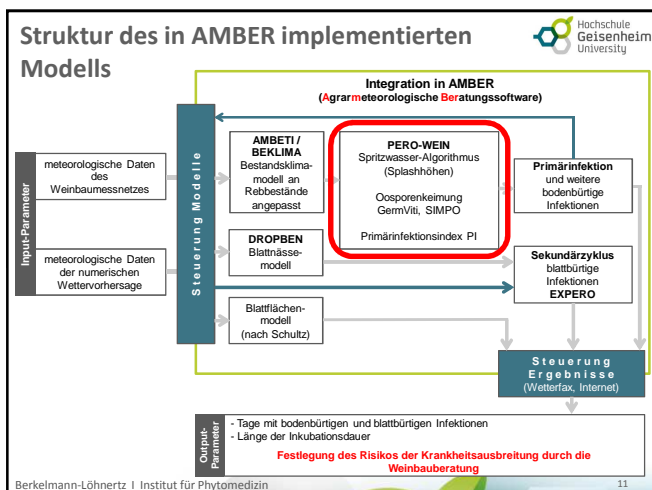 Struktur des in AMBER implementierten
Modells
Hochschule
Geisenheim
University
Integration in AMBER
(Agrarmeteorologische Beratungssoftware)
Input-Parameter
meteorologische Daten
des
Weinbaumessnetzes
meteorologische Daten
der numerischen
Wettervorhersage
Steuerung Modelle
AMBETI /
BEKLIMA
Bestandsklima-
modell an
Rebbestände
angepasst
DROPBEN
Blattnässe-
modell
Blattflächen-
modell
(nach Schultz)
PERO-WEIN
Spritzwasser-Algorithmus
(Splashhöhen)
Oosporenkeimung
GermViti, SIMPO
Primärinfektionsindex PI
Primärinfektion
und weitere
bodenbürtige
Infektionen
Sekundärzyklus
blattbürtige
Infektionen
EXPERO
Steuerung
Ergebnisse
(Wetterfax, Internet)
Output-
Parameter
- Tage mit bodenbürtigen und blattbürtigen Infektionen
- Länge der Inkubationsdauer
Festlegung des Risikos der Krankheitsausbreitung durch die
Weinbauberatung
Berkelmann-Löhnertz I Institut für Phytomedizin
11